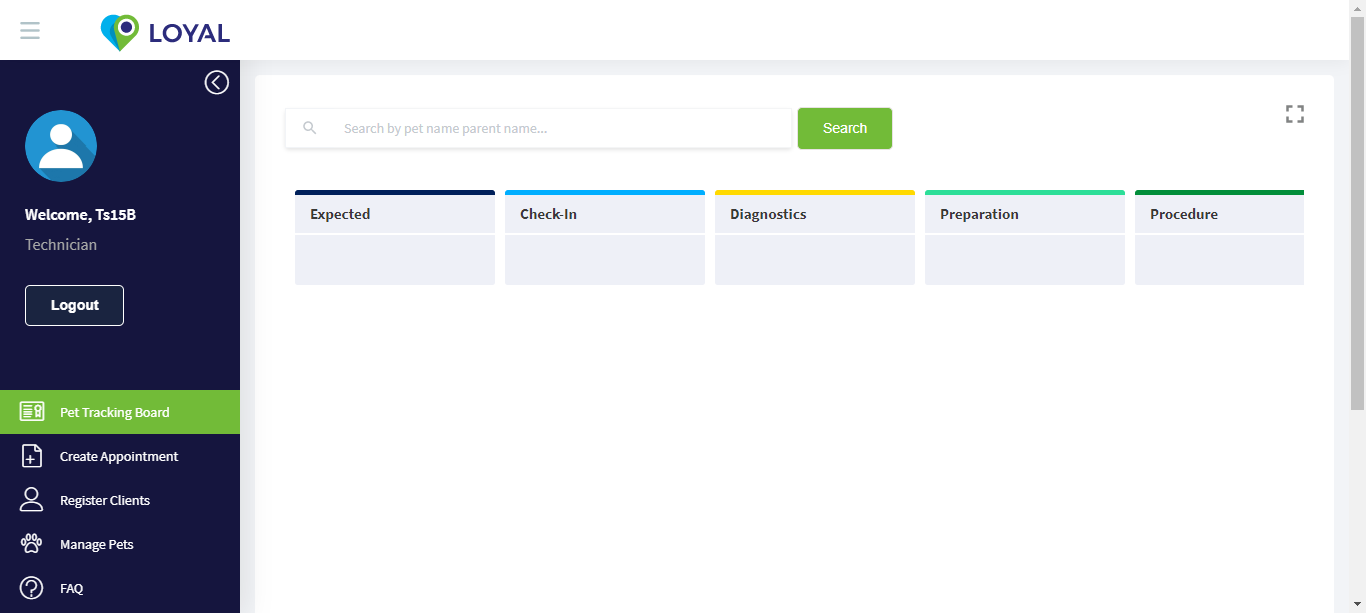 LOYAL
Welcome, Ts15B
Technician
Logout
Pet Tracking Board
Create Appointment
Register Clients
Manage Pets
FAQ
Search by pet name parent name...
Search
Expected
Check-In
Diagnostics
Preparation
Procedure